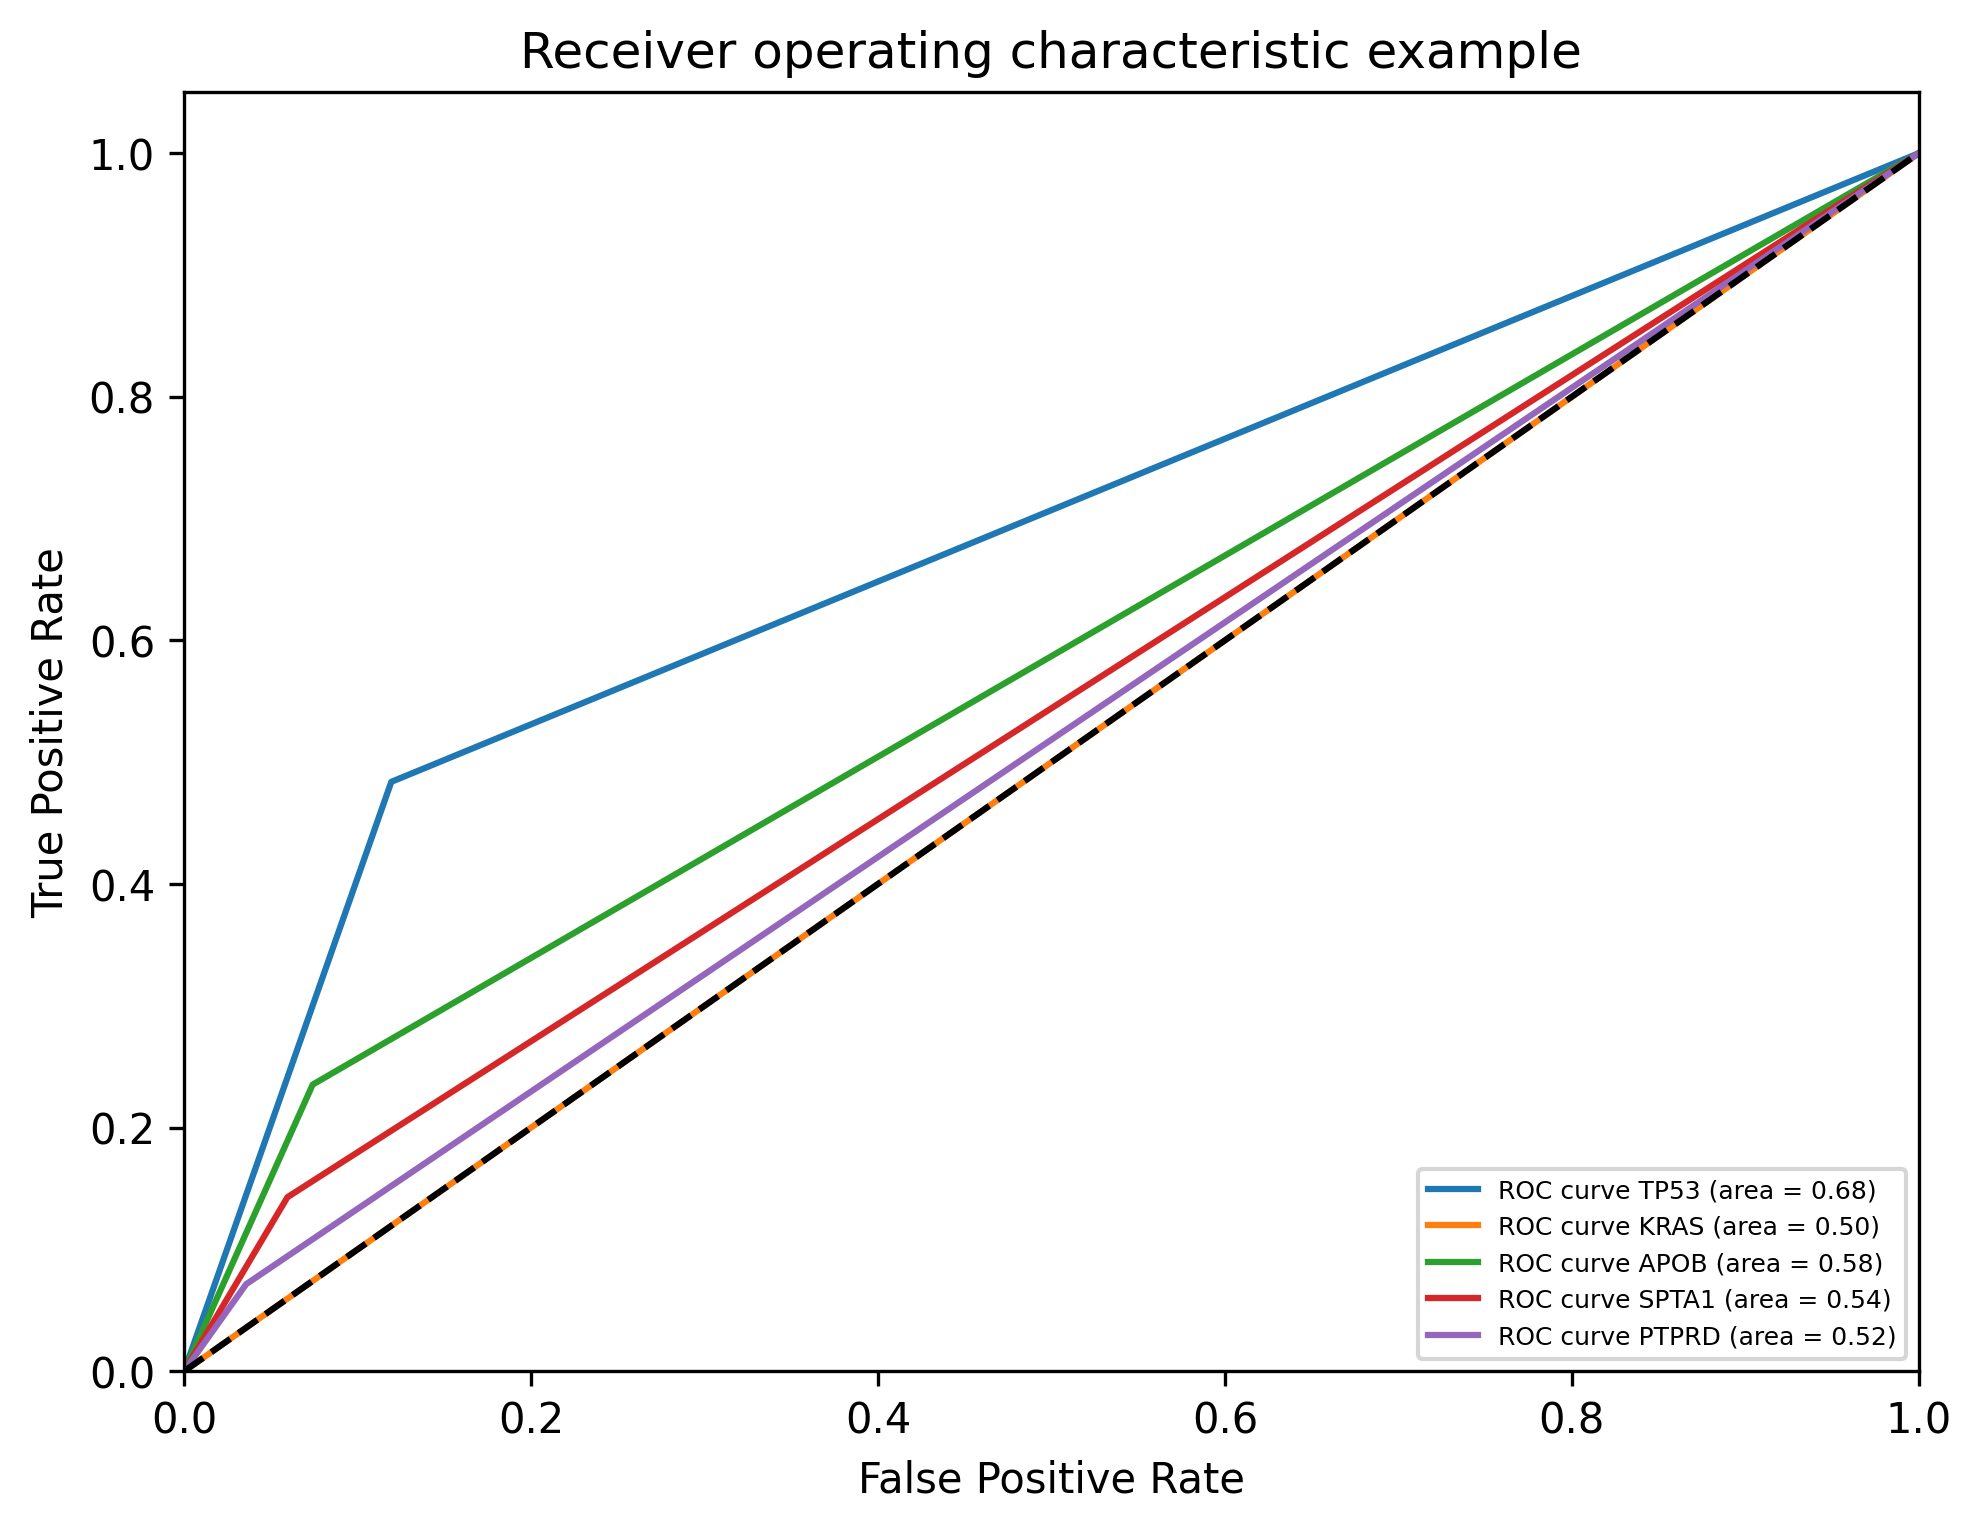 Receiver operating characteristic example
True Positive Rate
1.0
0.8
0.6
0.4
0.2
0.0
ROC curve TP53 (area = 0.68)
ROC curve KRAS (area = 0.50)
ROC curve APOB (area = 0.58)
ROC curve SPTA1 (area = 0.54)
ROC curve PTPRD (area = 0.52)
0.0 0.2 0.4 0.6 0.8 1.0
False Positive Rate